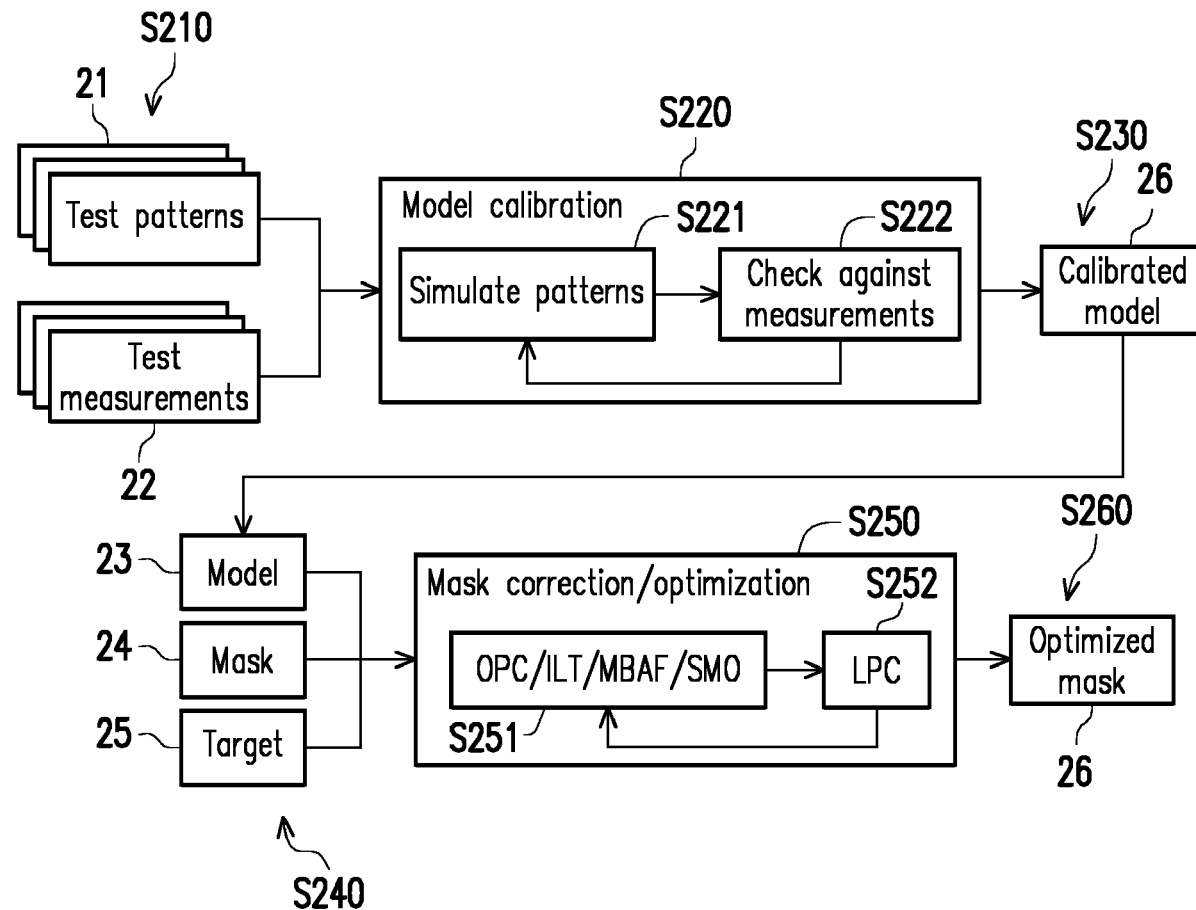 S210
21
Test patterns
Test
measurements
22
S220
Model calibration
S221
Simulate patterns
S222
Check against
measurements
S230
26
Calibrated
model
23
Model
24
Mask
25
Target
S240
S250
Mask correction/optimization
OPC/ILT/MBAF/SMO
S251
S252
LPC
S260
Optimized
mask
26